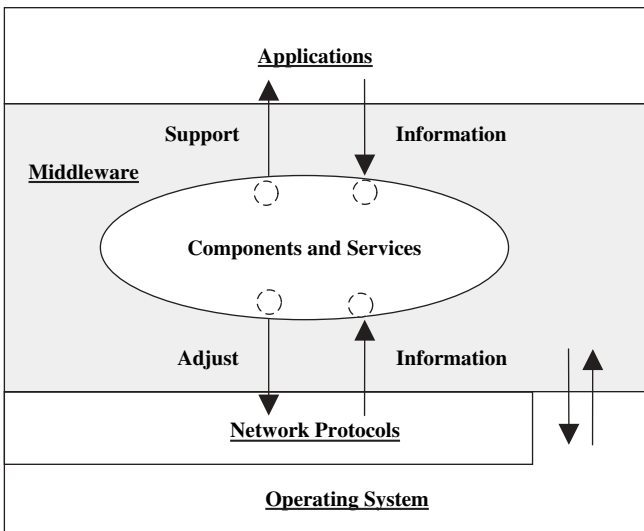 Applications
Support
Information
Middleware
Components and Services
Adjust
Information
Network Protocols
Operating System